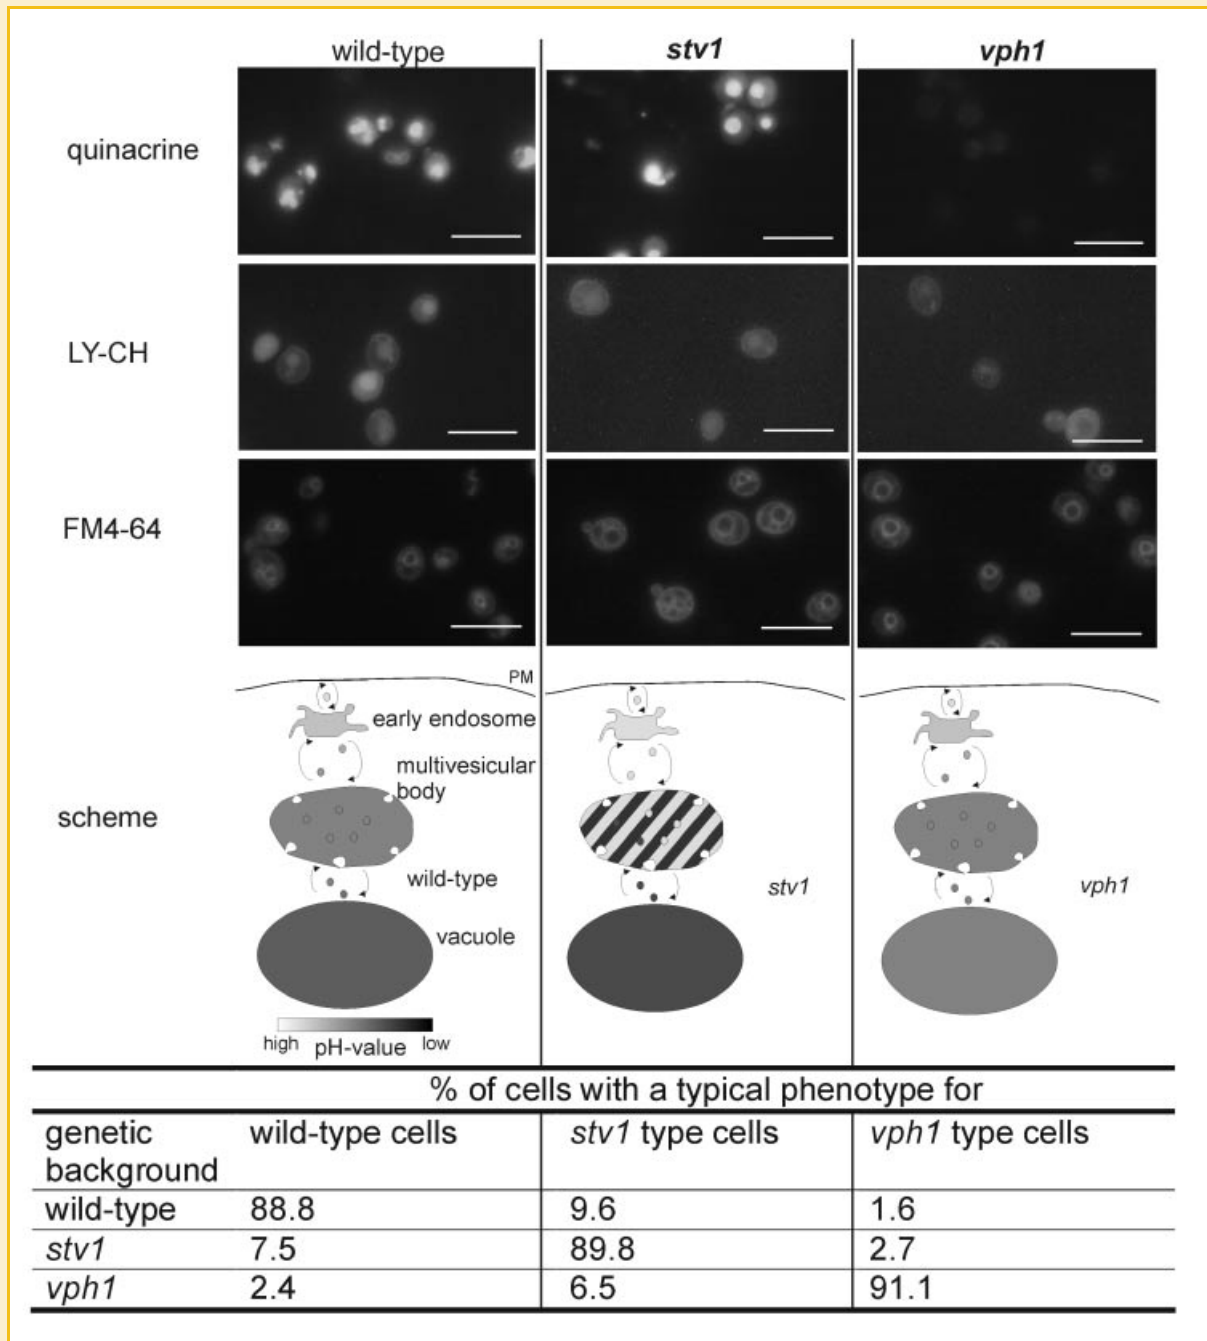 wild-type stv1 vph1
quinacrine
LY-CH
FM4-64
PM
early endosome
multivesicular
body
scheme
wild-type stv1 vph1
vacuole
high pH-value low
% of cells with a typical phenotype for
genetic wild-type cells stv1 type cells vph1 type cells
background
wild-type 88.8 9.6 1.6
stv1 7.5 89.8 2.7
vph1 2.4 6.5 91.1